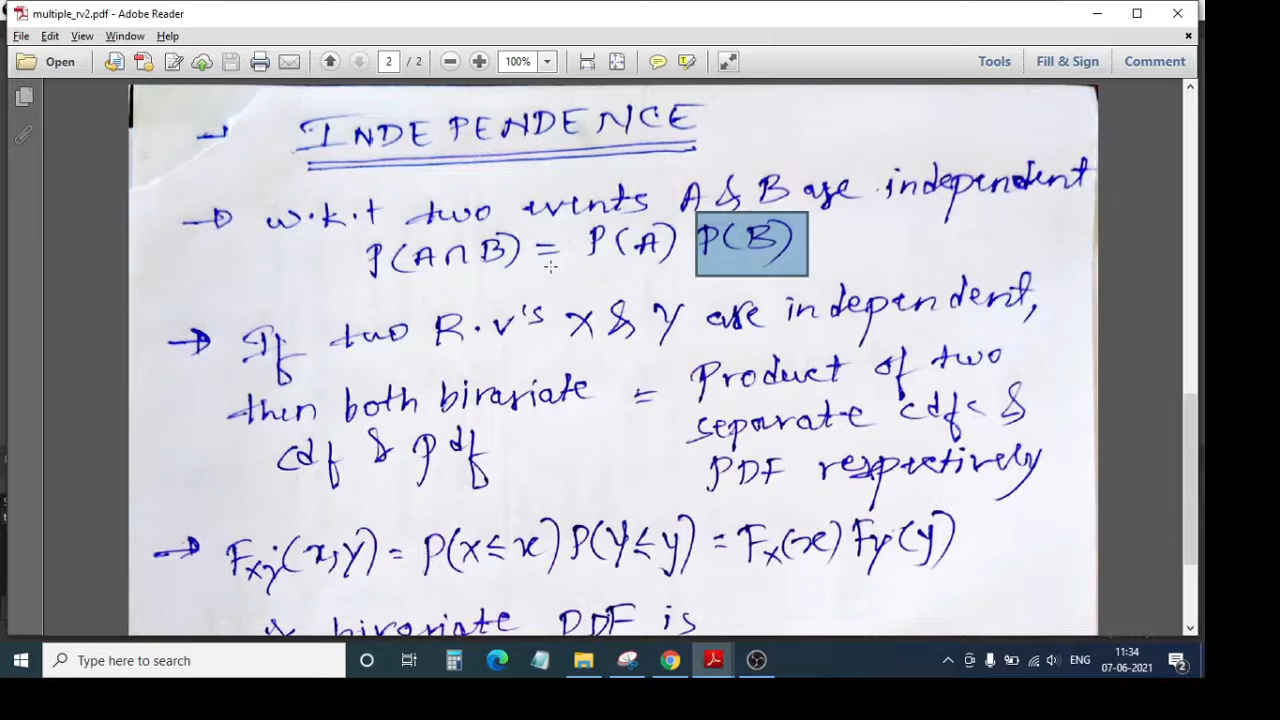 multiple_rv2.pdf - Adobe Reader
File Edit View Window Help
Open 2 / 2 100% Tools Fill & Sign Comment
→ INDEPENDENCE
→ w.k.t two events A & B are independent
P(A∩B) = P(A) P(B)
→ If two R.v's X & Y are independent,
then both bivariate = Product of two
cdf & pdf separate cdfs &
PDF respectively
→ Fxy(x,y) = P(X≤x) P(Y≤y) = Fx(x) Fy(y)
& bivariate PDF is
Type here to search ENG 11:34
07-06-2021 2